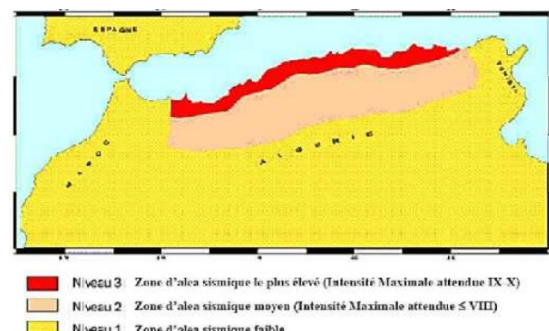 ESPAGNE
TUNISIE
MAROC
ALGERIE
Niveau 3 Zone d'alea sismique le plus élevé (Intensité Maximale attendue IX-X)
Niveau 2 Zone d'alea sismique moyen (Intensité Maximale attendue ≤ VIII)
Niveau 1 Zone d'alea sismique faible